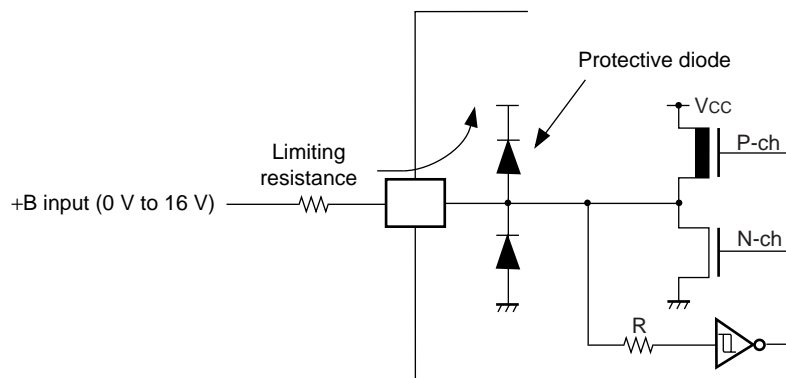 Protective diode
Vcc
P-ch
Limiting
resistance
+B input (0 V to 16 V)
N-ch
R